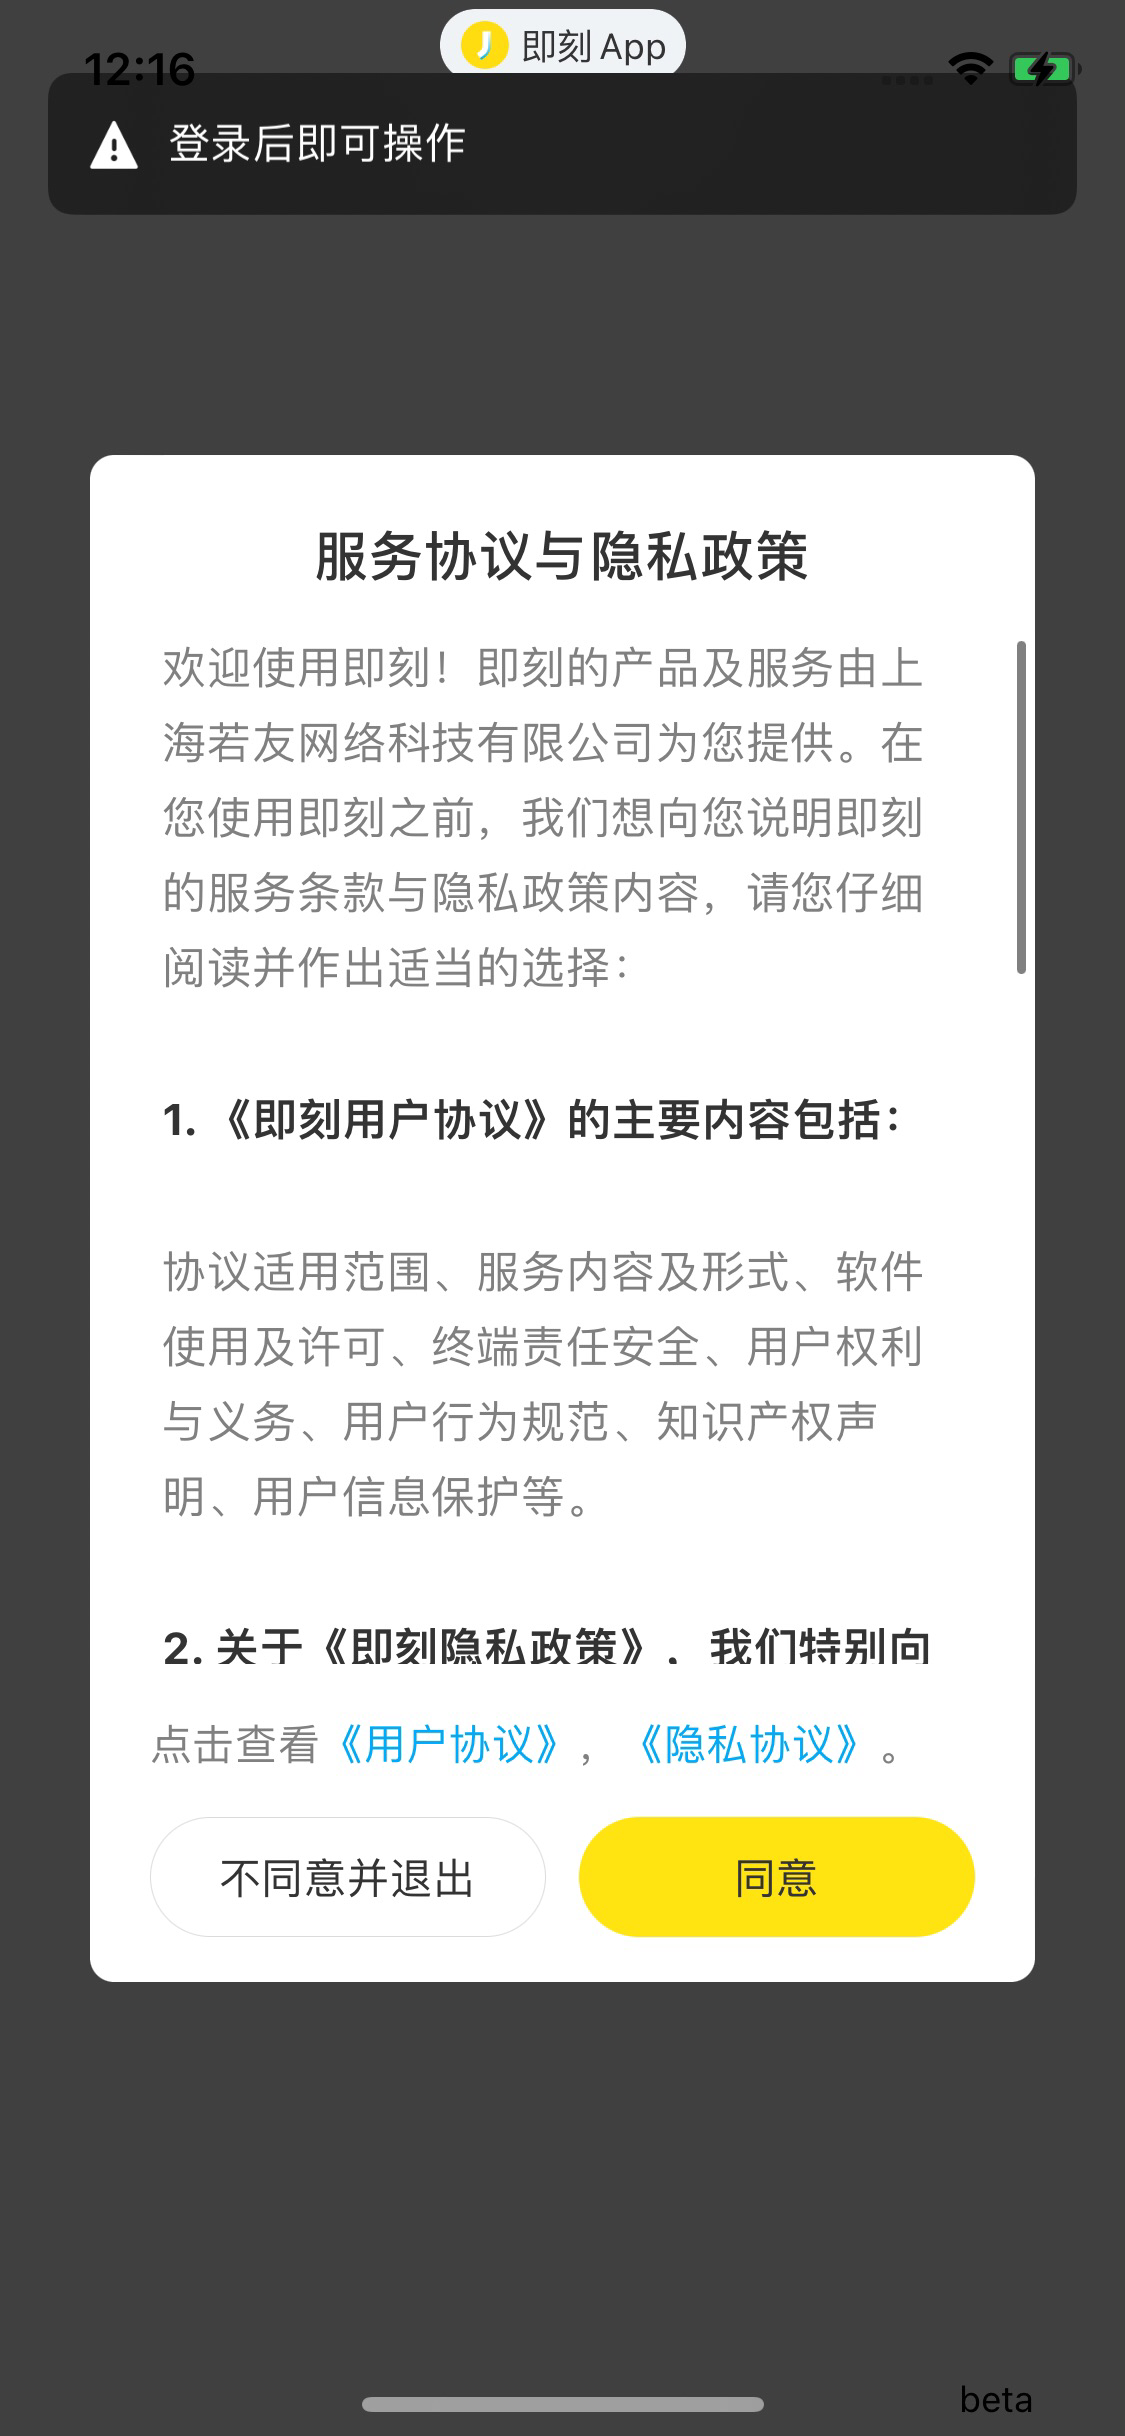 即刻 App
12:16
登录后即可操作
服务协议与隐私政策
欢迎使用即刻！即刻的产品及服务由上
海若友网络科技有限公司为您提供。在
您使用即刻之前，我们想向您说明即刻
的服务条款与隐私政策内容，请您仔细
阅读并作出适当的选择：
1. 《即刻用户协议》的主要内容包括：
协议适用范围、服务内容及形式、软件
使用及许可、终端责任安全、用户权利
与义务、用户行为规范、知识产权声
明、用户信息保护等。
2. 关于《即刻隐私政策》，我们特别向
点击查看《用户协议》，《隐私协议》。
不同意并退出
同意
beta